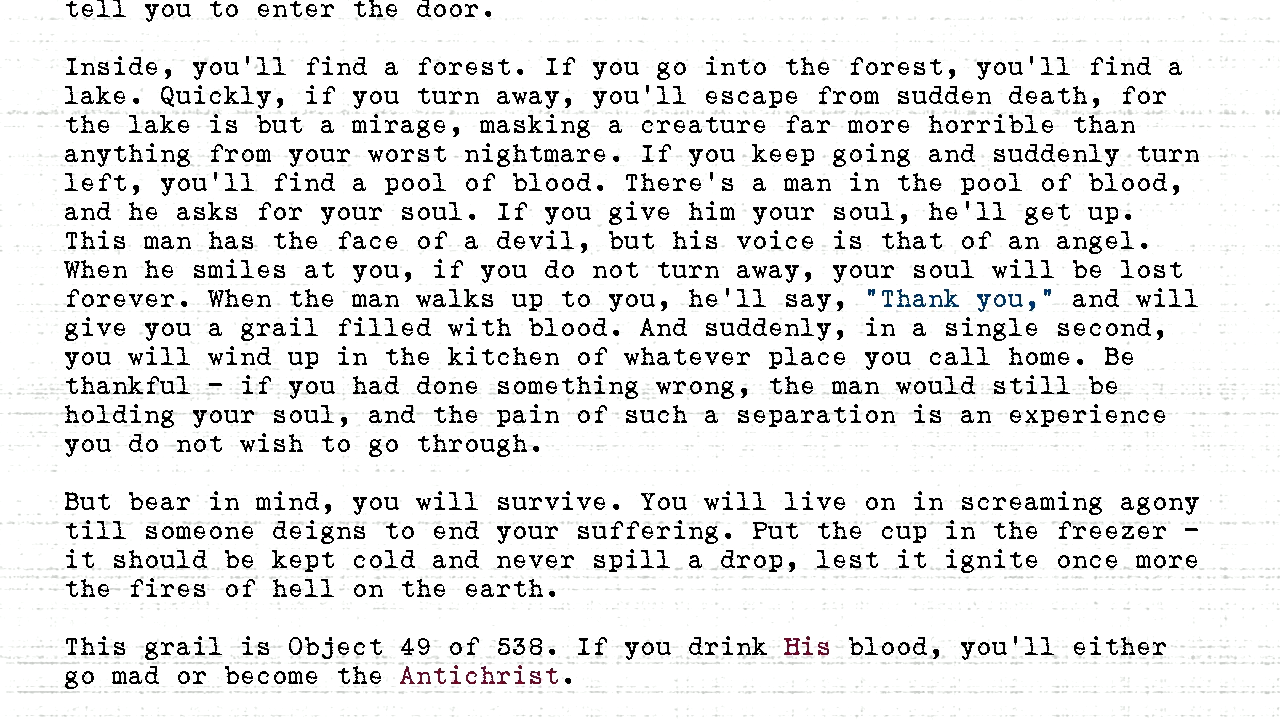 tell you to enter the door.
Inside, you'll find a forest. If you go into the forest, you'll find a
lake. Quickly, if you turn away, you'll escape from sudden death, for
the lake is but a mirage, masking a creature far more horrible than
anything from your worst nightmare. If you keep going and suddenly turn
left, you'll find a pool of blood. There's a man in the pool of blood,
and he asks for your soul. If you give him your soul, he'll get up.
This man has the face of a devil, but his voice is that of an angel.
When he smiles at you, if you do not turn away, your soul will be lost
forever. When the man walks up to you, he'll say, "Thank you," and will
give you a grail filled with blood. And suddenly, in a single second,
you will wind up in the kitchen of whatever place you call home. Be
thankful – if you had done something wrong, the man would still be
holding your soul, and the pain of such a separation is an experience
you do not wish to go through.
But bear in mind, you will survive. You will live on in screaming agony
till someone deigns to end your suffering. Put the cup in the freezer –
it should be kept cold and never spill a drop, lest it ignite once more
the fires of hell on the earth.
This grail is Object 49 of 538. If you drink His blood, you'll either
go mad or become the Antichrist.